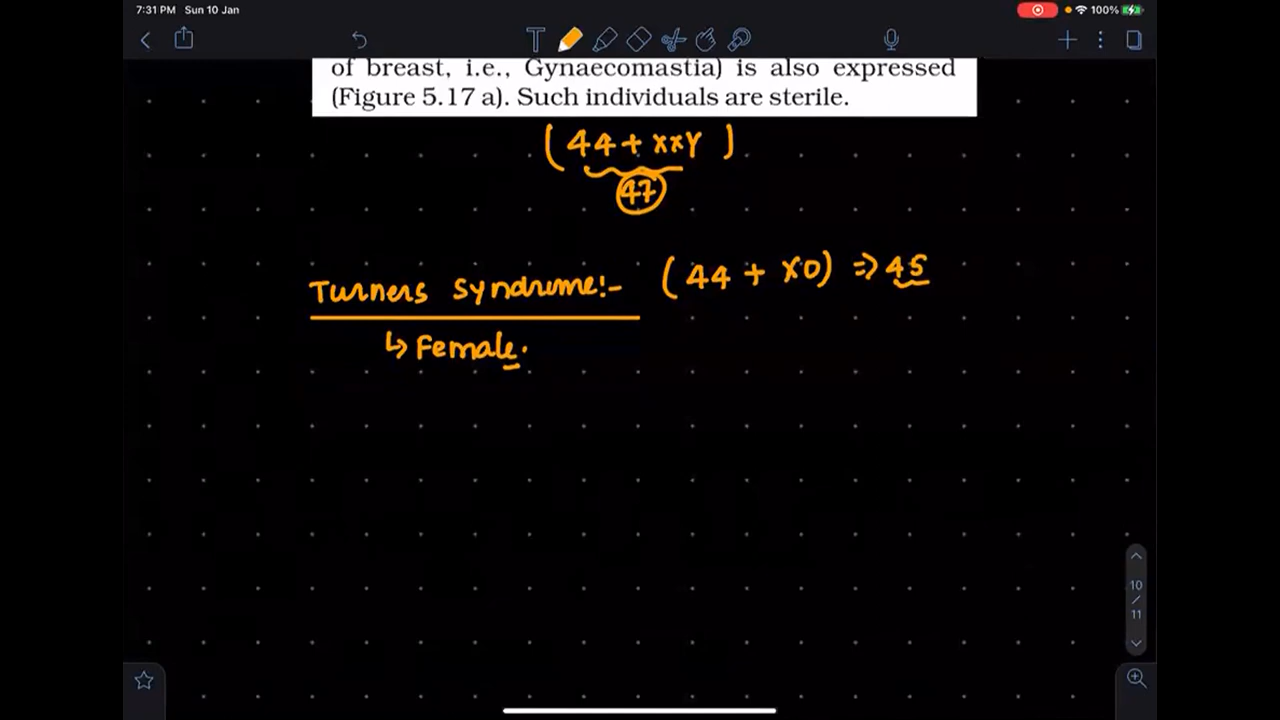 7:31 PM Sun 10 Jan
100%
of breast, i.e., Gynaecomastia) is also expressed
(Figure 5.17 a). Such individuals are sterile.
(44 + xxY)
47
Turners Syndrume:- (44 + XO) => 45
↳ Female.
10
/
11